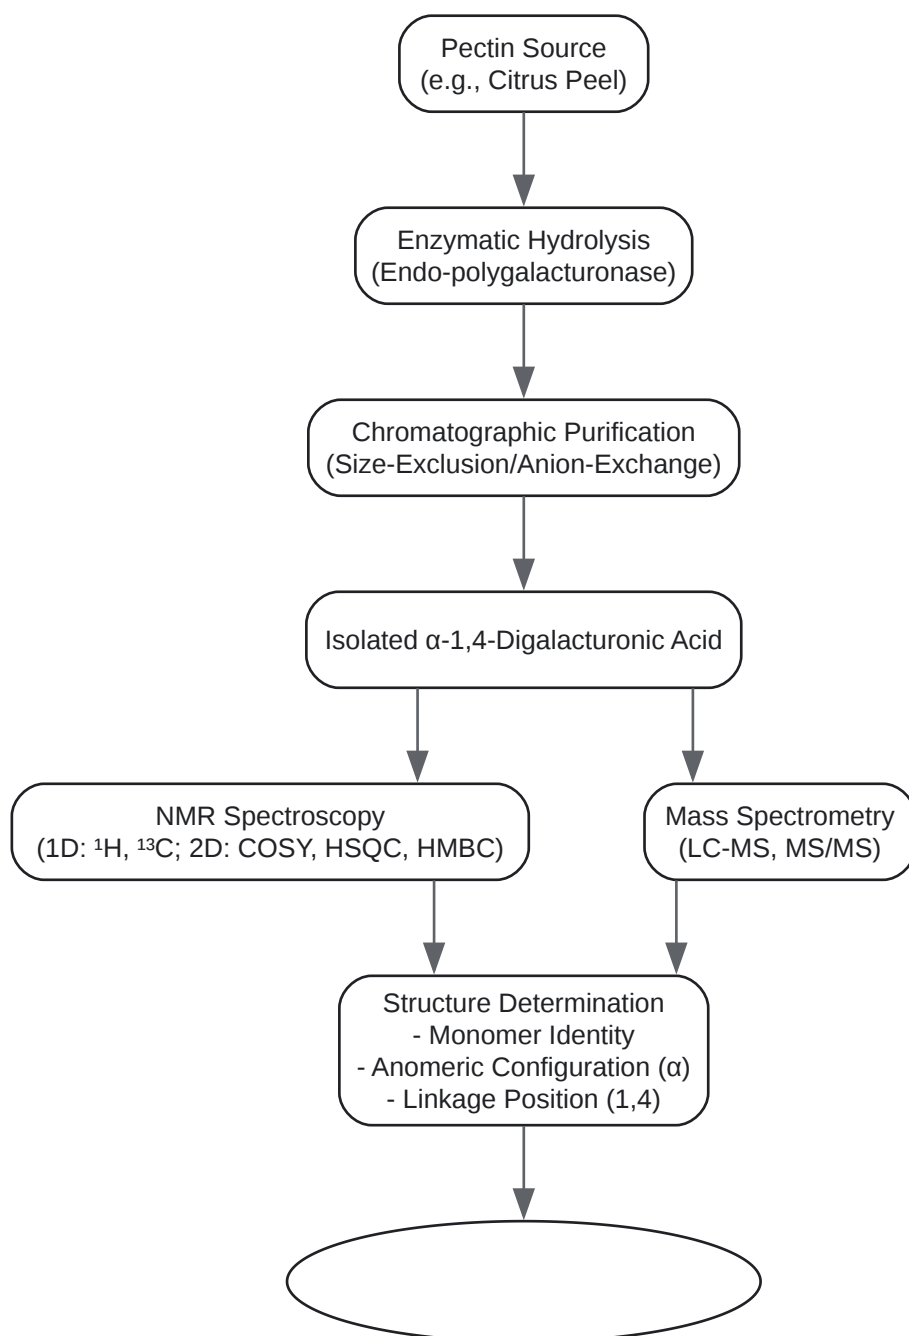 Pectin Source
(e.g., Citrus Peel)
Enzymatic Hydrolysis
(Endo-polygalacturonase)
Chromatographic Purification
(Size-Exclusion/Anion-Exchange)
Isolated α-1,4-Digalacturonic Acid
NMR Spectroscopy
(1D: ¹H, ¹³C; 2D: COSY, HSQC, HMBC)
Mass Spectrometry
(LC-MS, MS/MS)
Structure Determination
- Monomer Identity
- Anomeric Configuration (α)
- Linkage Position (1,4)